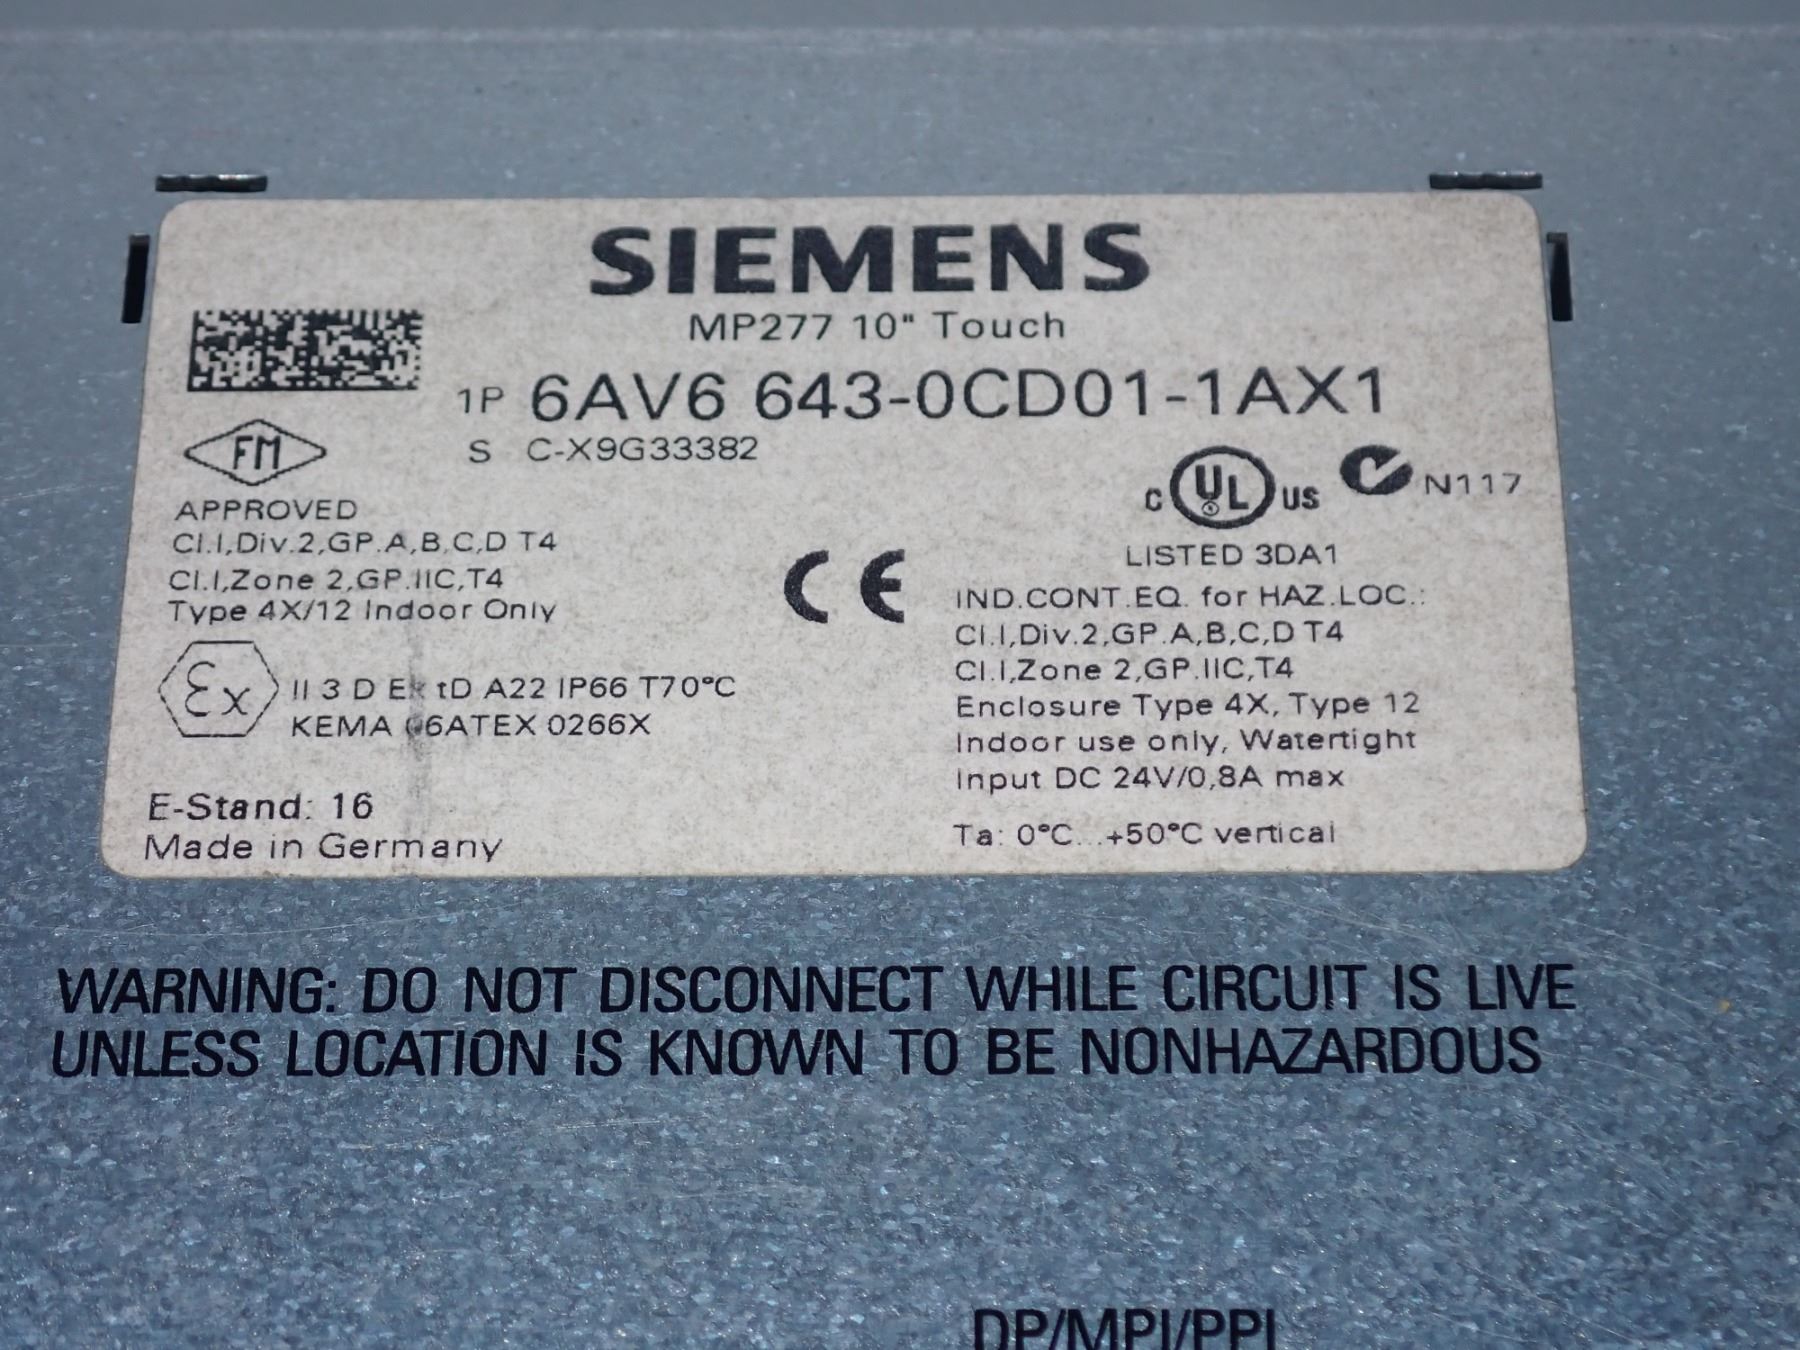 SIEMENS
MP277 10" Touch
1P 6AV6 643-0CD01-1AX1
S C-X9G33382
FM
APPROVED
Cl.I,Div.2,GP.A,B,C,D T4
Cl.I,Zone 2,GP.IIC,T4
Type 4X/12 Indoor Only
Ex II 3 D Ex tD A22 IP66 T70°C
KEMA 06ATEX 0266X
E-Stand: 16
Made in Germany
CE
C UL US N117
LISTED 3DA1
IND.CONT.EQ. for HAZ.LOC.:
Cl.I,Div.2,GP.A,B,C,D T4
Cl.I,Zone 2,GP.IIC,T4
Enclosure Type 4X, Type 12
Indoor use only, Watertight
Input DC 24V/0,8A max
Ta: 0°C...+50°C vertical
WARNING: DO NOT DISCONNECT WHILE CIRCUIT IS LIVE
UNLESS LOCATION IS KNOWN TO BE NONHAZARDOUS
DP/MPI/PPI